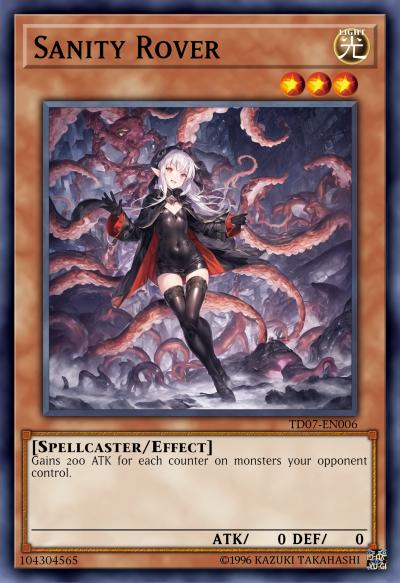 Sanity Rover
LIGHT
光
TD07-EN006
[Spellcaster/Effect]
Gains 200 ATK for each counter on monsters your opponent
control.
ATK/ 0 DEF/ 0
104304565
©1996 KAZUKI TAKAHASHI